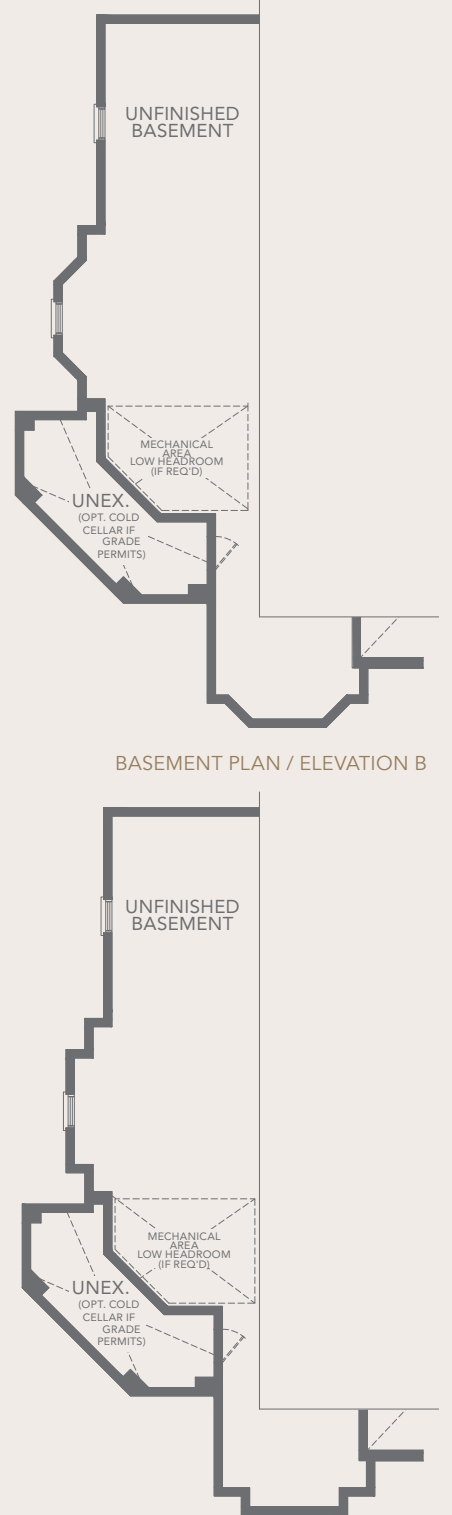 UNFINISHED
BASEMENT
MECHANICAL
AREA
LOW HEADROOM
(IF REQ'D)
UNEX.
(OPT. COLD
CELLAR IF
GRADE
PERMITS)
BASEMENT PLAN / ELEVATION B
UNFINISHED
BASEMENT
MECHANICAL
AREA
LOW HEADROOM
(IF REQ'D)
UNEX.
(OPT. COLD
CELLAR IF
GRADE
PERMITS)